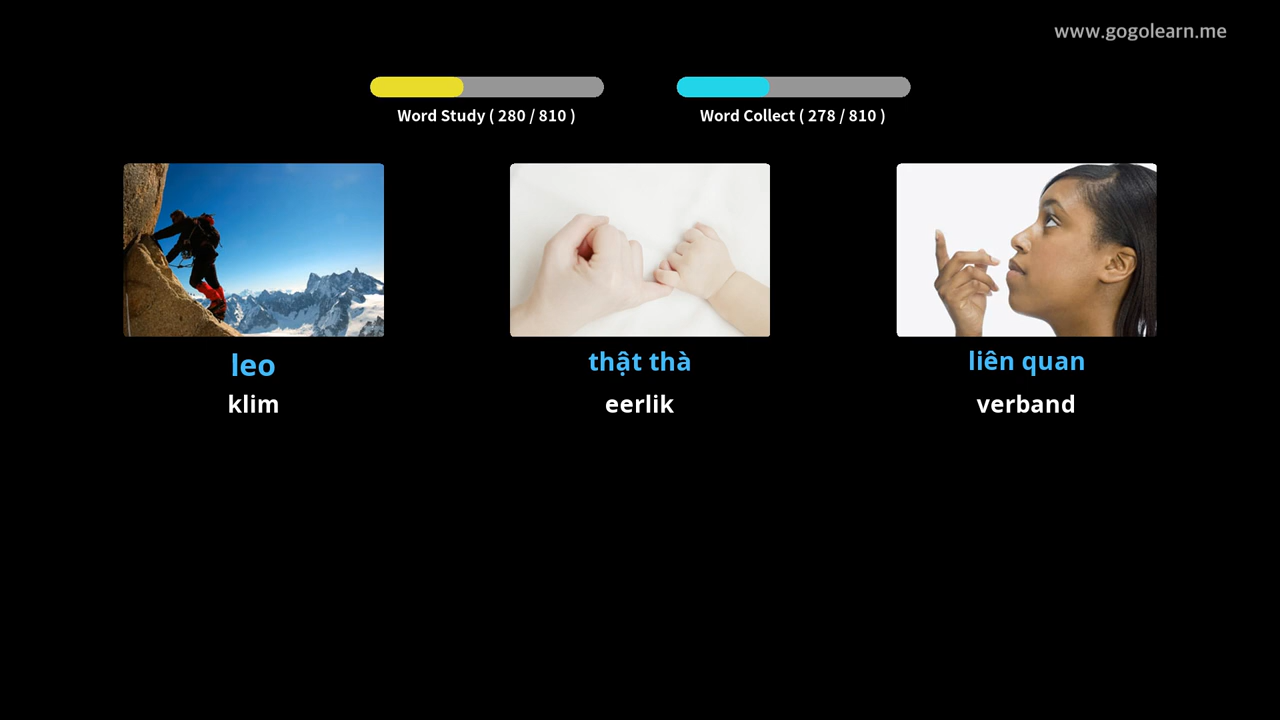 www.gogolearn.me
Word Study ( 280 / 810 )
Word Collect ( 278 / 810 )
leo
klim
thật thà
eerlik
liên quan
verband